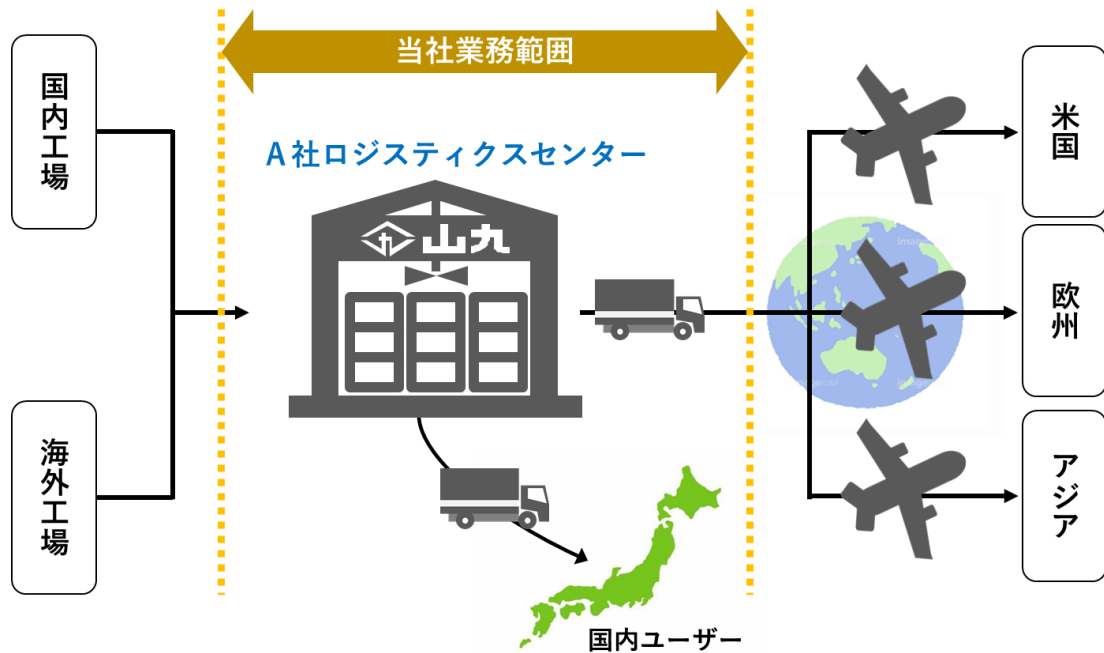 当社業務範囲
国内工場
海外工場
A社ロジスティクスセンター
山九
国内ユーザー
米国
欧州
アジア